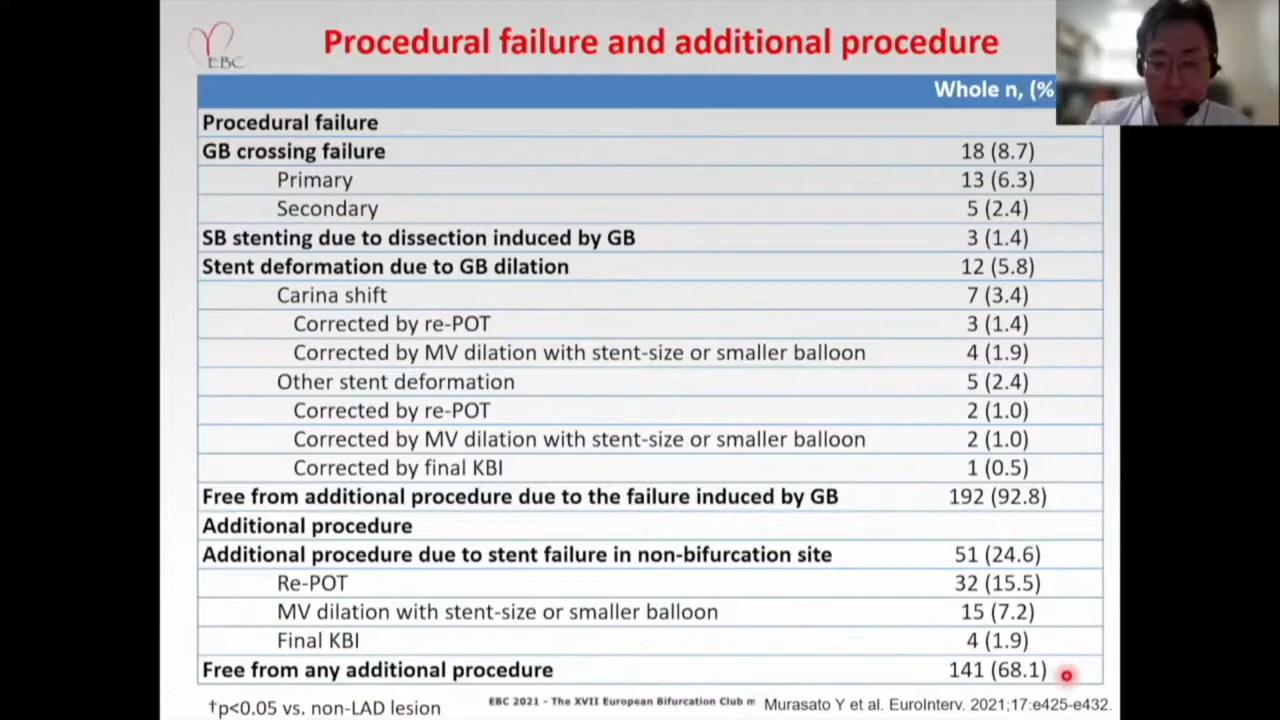 EBC
Procedural failure and additional procedure
Whole n, (%
Procedural failure
GB crossing failure 18 (8.7)
Primary 13 (6.3)
Secondary 5 (2.4)
SB stenting due to dissection induced by GB 3 (1.4)
Stent deformation due to GB dilation 12 (5.8)
Carina shift 7 (3.4)
Corrected by re-POT 3 (1.4)
Corrected by MV dilation with stent-size or smaller balloon 4 (1.9)
Other stent deformation 5 (2.4)
Corrected by re-POT 2 (1.0)
Corrected by MV dilation with stent-size or smaller balloon 2 (1.0)
Corrected by final KBI 1 (0.5)
Free from additional procedure due to the failure induced by GB 192 (92.8)
Additional procedure
Additional procedure due to stent failure in non-bifurcation site 51 (24.6)
Re-POT 32 (15.5)
MV dilation with stent-size or smaller balloon 15 (7.2)
Final KBI 4 (1.9)
Free from any additional procedure 141 (68.1)
†p<0.05 vs. non-LAD lesion EBC 2021 - The XVII European Bifurcation Club m Murasato Y et al. EuroInterv. 2021;17:e425-e432.